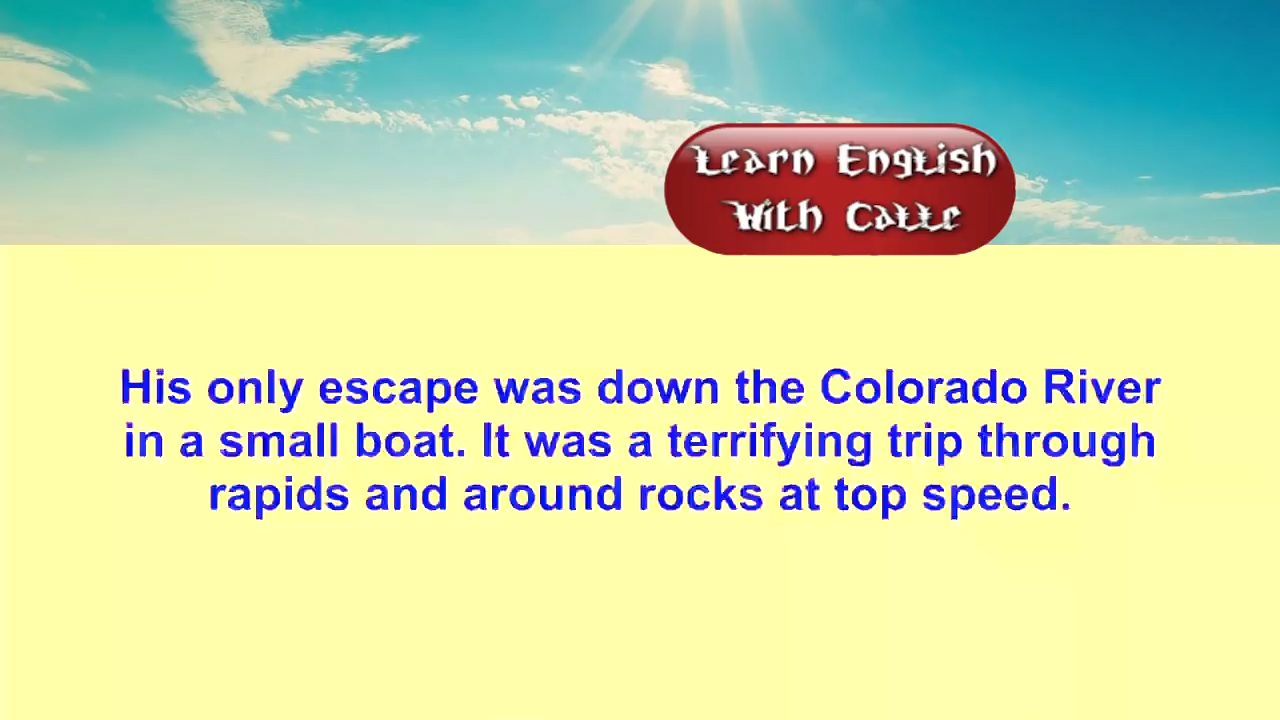 Learn English
With Calle
His only escape was down the Colorado River
in a small boat. It was a terrifying trip through
rapids and around rocks at top speed.